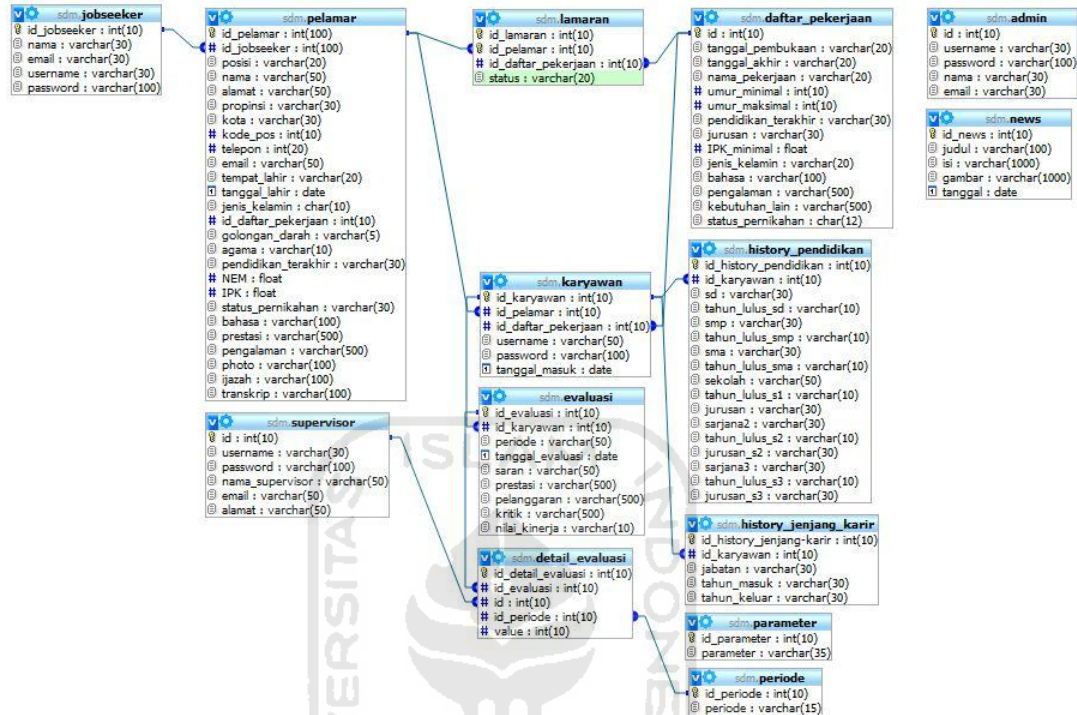 sdm.jobseeker
id_jobseeker : int(10)
nama : varchar(30)
email : varchar(30)
username : varchar(30)
password : varchar(100)
sdm.pelamar
id_pelamar : int(100)
id_jobseeker : int(100)
posisi : varchar(20)
nama : varchar(50)
alamat : varchar(50)
propinsi : varchar(30)
kota : varchar(30)
kode_pos : int(10)
telepon : int(20)
email : varchar(50)
tempat_lahir : varchar(20)
tanggal_lahir : date
jenis_kelamin : char(10)
id_daftar_pekerjaan : int(10)
golongan_darah : varchar(5)
agama : varchar(10)
pendidikan_terakhir : varchar(30)
NEM : float
IPK : float
status_pernikahan : varchar(30)
bahasa : varchar(100)
prestasi : varchar(500)
pengalaman : varchar(500)
photo : varchar(100)
ijazah : varchar(100)
transkrip : varchar(100)
sdm.lamaran
id_lamaran : int(10)
id_pelamar : int(10)
id_daftar_pekerjaan : int(10)
status : varchar(20)
sdm.daftar_pekerjaan
id : int(10)
tanggal_pembukaan : varchar(20)
tanggal_akhir : varchar(20)
nama_pekerjaan : varchar(20)
umur_minimal : int(10)
umur_maksimal : int(10)
pendidikan_terakhir : varchar(30)
jurusan : varchar(30)
IPK_minimal : float
jenis_kelamin : varchar(20)
bahasa : varchar(100)
pengalaman : varchar(500)
kebutuhan_lain : varchar(500)
status_pernikahan : char(12)
sdm.admin
id : int(10)
username : varchar(30)
password : varchar(100)
nama : varchar(30)
email : varchar(30)
sdm.news
id_news : int(10)
judul : varchar(100)
isi : varchar(1000)
gambar : varchar(1000)
tanggal : date
sdm.karyawan
id_karyawan : int(10)
id_pelamar : int(10)
id_daftar_pekerjaan : int(10)
username : varchar(50)
password : varchar(100)
tanggal_masuk : date
sdm.history_pendidikan
id_history_pendidikan : int(10)
id_karyawan : int(10)
sd : varchar(30)
tahun_lulus_sd : varchar(10)
smp : varchar(30)
tahun_lulus_smp : varchar(10)
sma : varchar(30)
tahun_lulus_sma : varchar(10)
sekolah : varchar(50)
tahun_lulus_s1 : varchar(10)
jurusan : varchar(30)
sarjana2 : varchar(30)
tahun_lulus_s2 : varchar(10)
jurusan_s2 : varchar(30)
sarjana3 : varchar(30)
tahun_lulus_s3 : varchar(10)
jurusan_s3 : varchar(30)
sdm.supervisor
id : int(10)
username : varchar(30)
password : varchar(100)
nama_supervisor : varchar(50)
email : varchar(50)
alamat : varchar(50)
sdm.evaluasi
id_evaluasi : int(10)
id_karyawan : int(10)
periode : varchar(50)
tanggal_evaluasi : date
saran : varchar(50)
prestasi : varchar(500)
pelanggaran : varchar(500)
kritik : varchar(500)
nilai_kinerja : varchar(10)
sdm.detail_evaluasi
id_detail_evaluasi : int(10)
id_evaluasi : int(10)
id : int(10)
id_periode : int(10)
value : int(10)
sdm.history_jenjang_karir
id_history_jenjang-karir : int(10)
id_karyawan : int(10)
jabatan : varchar(30)
tahun_masuk : varchar(30)
tahun_keluar : varchar(30)
sdm.parameter
id_parameter : int(10)
parameter : varchar(35)
sdm.periode
id_periode : int(10)
periode : varchar(15)